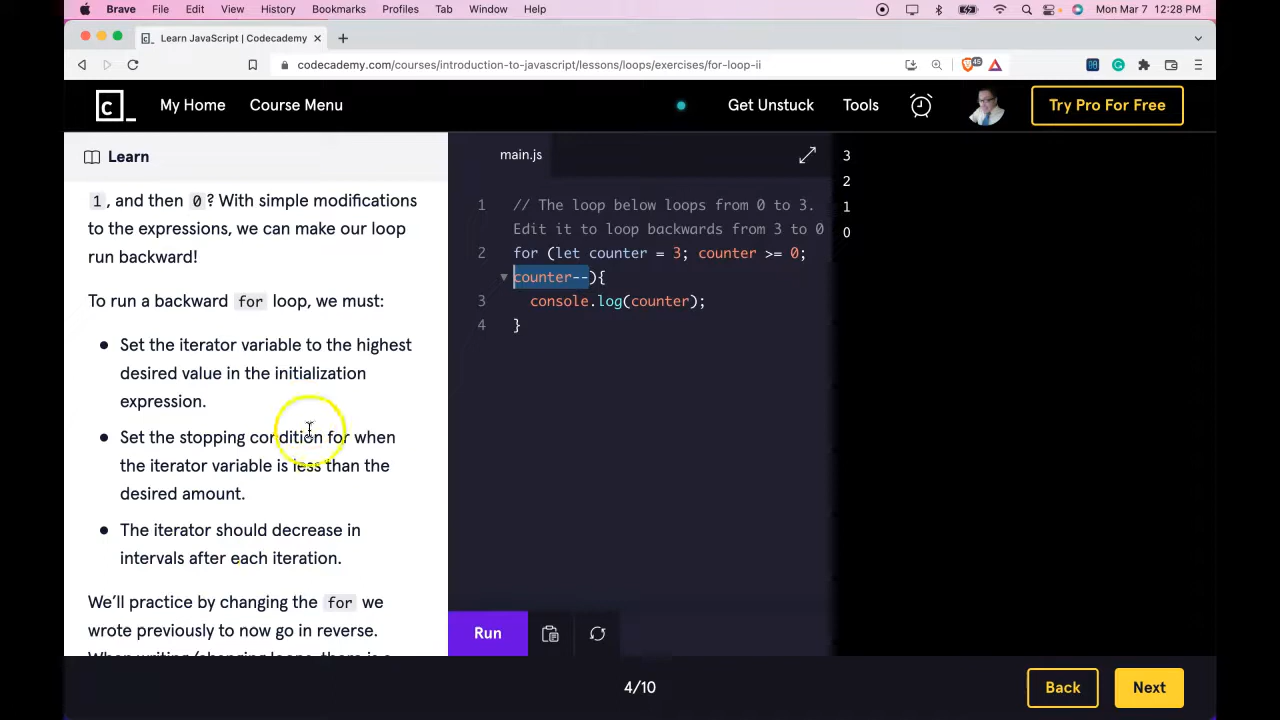 Brave File Edit View History Bookmarks Profiles Tab Window Help Mon Mar 7 12:28 PM
Learn JavaScript | Codecademy
codecademy.com/courses/introduction-to-javascript/lessons/loops/exercises/for-loop-ii
My Home Course Menu Get Unstuck Tools Try Pro For Free
Learn
1, and then 0? With simple modifications
to the expressions, we can make our loop
run backward!
To run a backward for loop, we must:
Set the iterator variable to the highest
desired value in the initialization
expression.
Set the stopping condition for when
the iterator variable is less than the
desired amount.
The iterator should decrease in
intervals after each iteration.
We'll practice by changing the for we
wrote previously to now go in reverse.
When writing/changing loops, there is a
main.js
1 // The loop below loops from 0 to 3.
Edit it to loop backwards from 3 to 0
2 for (let counter = 3; counter >= 0;
counter--){
3 console.log(counter);
4 }
Run
3
2
1
0
4/10
Back
Next